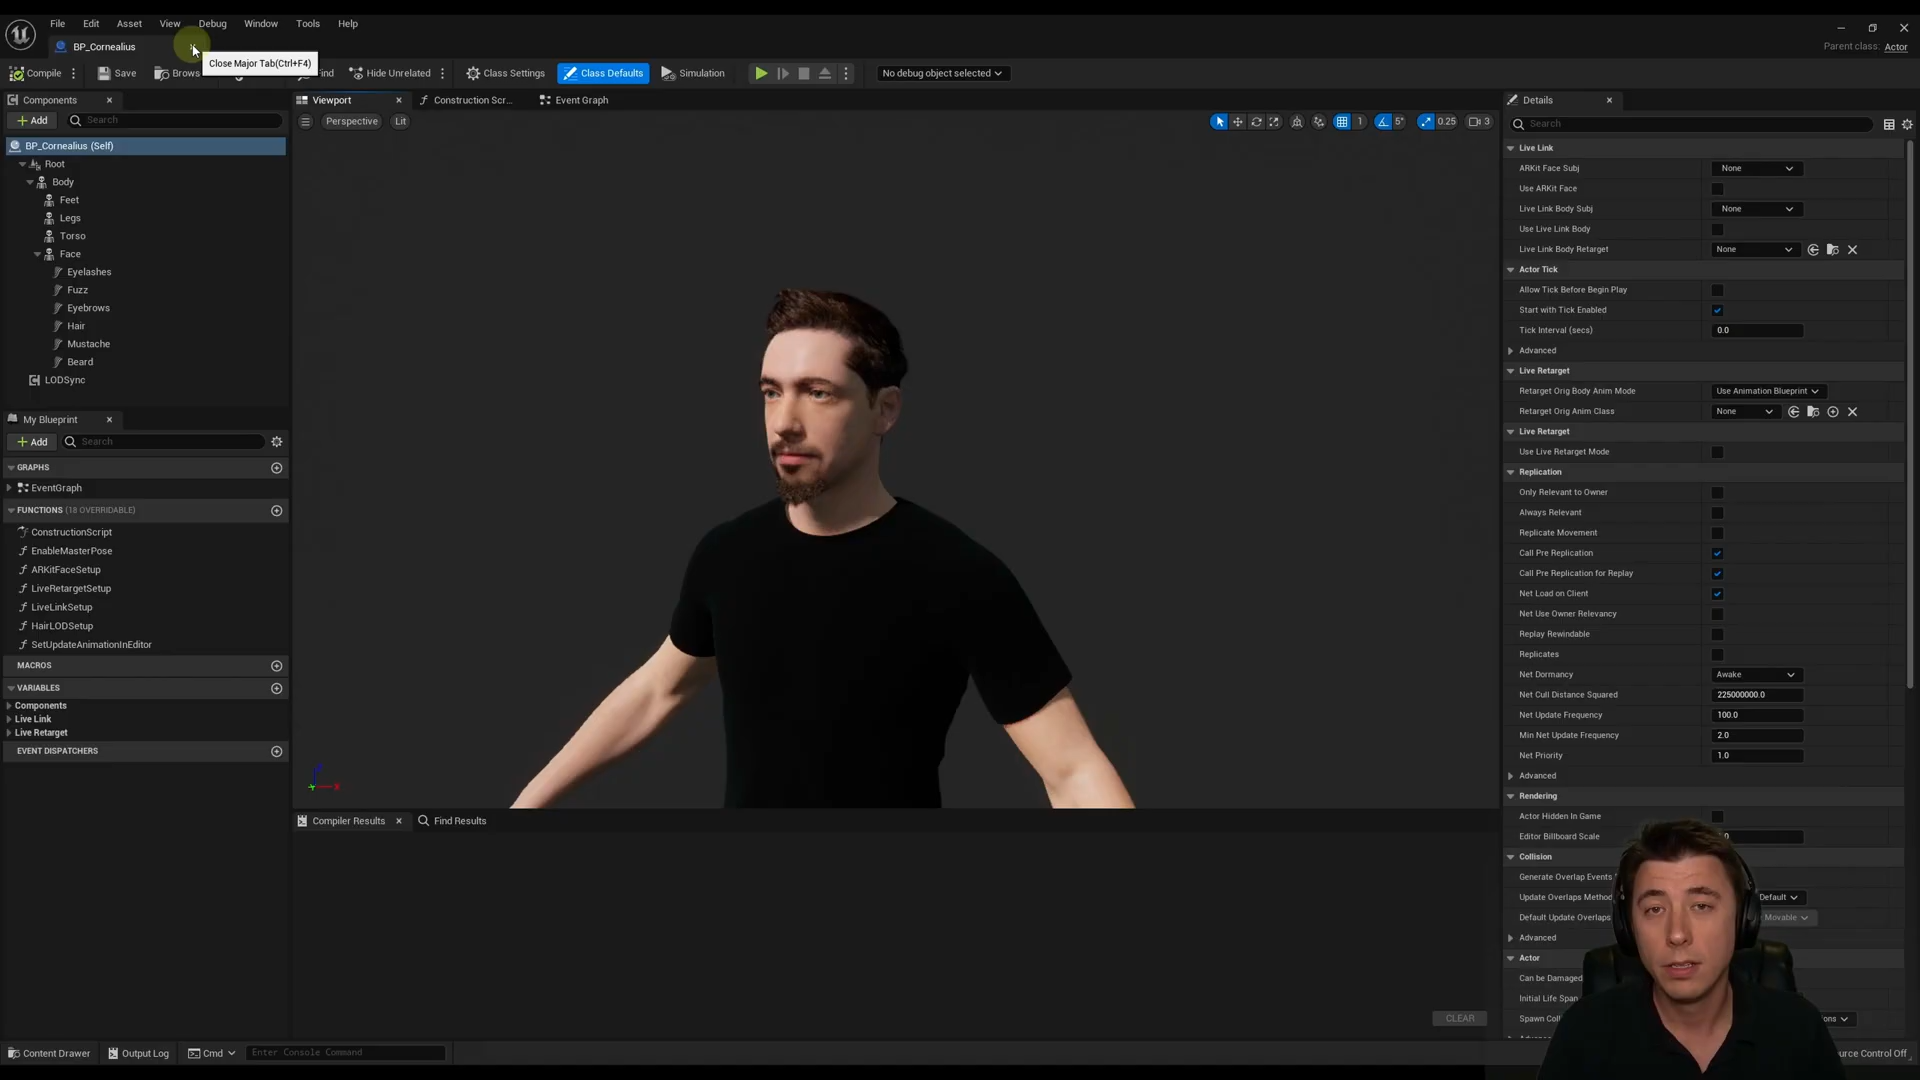 File Edit Asset View Debug Window Tools Help
BP_Cornealius
Parent class: Actor
Close Major Tab(Ctrl+F4)
Compile Save Brows ind Hide Unrelated Class Settings Class Defaults Simulation No debug object selected
Components
Add Search
BP_Cornealius (Self)
Root
Body
Feet
Legs
Torso
Face
Eyelashes
Fuzz
Eyebrows
Hair
Mustache
Beard
LODSync
My Blueprint
Add Search
GRAPHS
EventGraph
FUNCTIONS (18 OVERRIDABLE)
ConstructionScript
EnableMasterPose
ARKitFaceSetup
LiveRetargetSetup
LiveLinkSetup
HairLODSetup
SetUpdateAnimationInEditor
MACROS
VARIABLES
Components
Live Link
Live Retarget
EVENT DISPATCHERS
Viewport Construction Scr... Event Graph
Perspective Lit
1 5° 0.25 3
Compiler Results Find Results
CLEAR
Details
Search
Live Link
ARKit Face Subj None
Use ARKit Face
Live Link Body Subj None
Use Live Link Body
Live Link Body Retarget None
Actor Tick
Allow Tick Before Begin Play
Start with Tick Enabled
Tick Interval (secs) 0.0
Advanced
Live Retarget
Retarget Orig Body Anim Mode Use Animation Blueprint
Retarget Orig Anim Class None
Live Retarget
Use Live Retarget Mode
Replication
Only Relevant to Owner
Always Relevant
Replicate Movement
Call Pre Replication
Call Pre Replication for Replay
Net Load on Client
Net Use Owner Relevancy
Replay Rewindable
Replicates
Net Dormancy Awake
Net Cull Distance Squared 225000000.0
Net Update Frequency 100.0
Min Net Update Frequency 2.0
Net Priority 1.0
Advanced
Rendering
Actor Hidden In Game
Editor Billboard Scale .0
Collision
Generate Overlap Events
Update Overlaps Method Default
Default Update Overlaps Movable
Advanced
Actor
Can be Damaged
Initial Life Span
Spawn Coll ons
Content Drawer Output Log Cmd Enter Console Command
urce Control Off